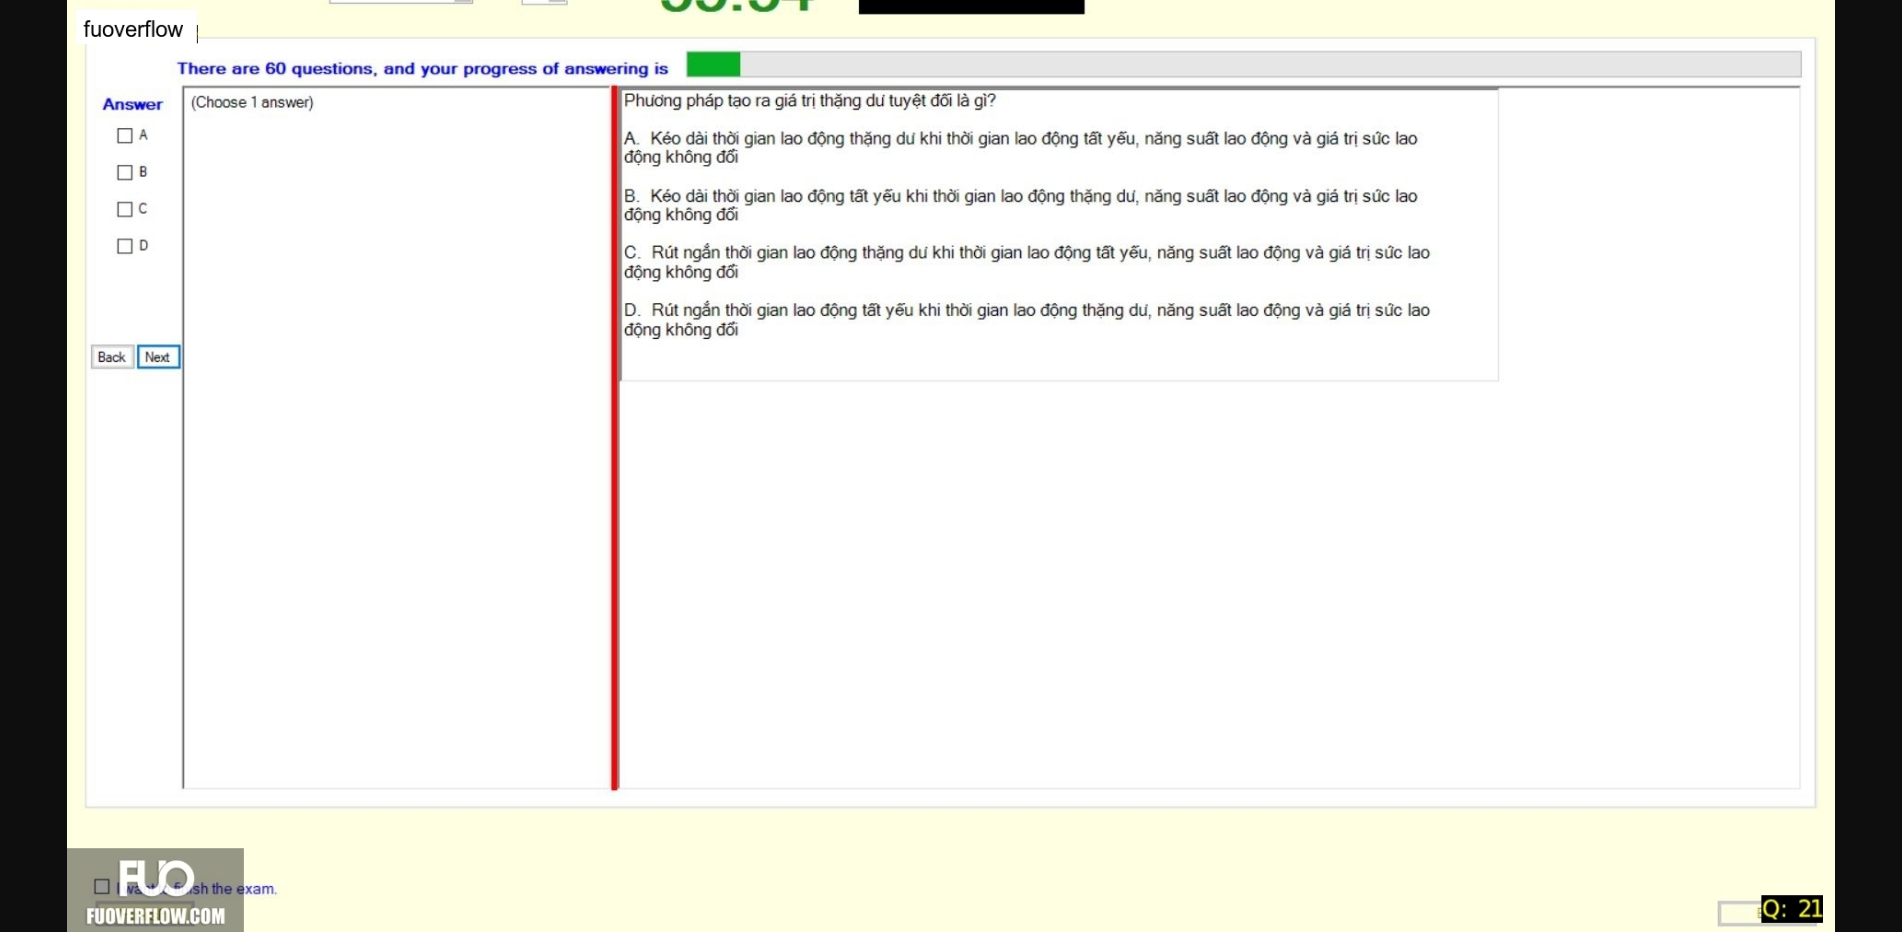 fuoverflow
There are 60 questions, and your progress of answering is
Answer
(Choose 1 answer)
A
B
C
D
Back Next
Phương pháp tạo ra giá trị thặng dư tuyệt đối là gì?
A. Kéo dài thời gian lao động thặng dư khi thời gian lao động tất yếu, năng suất lao động và giá trị sức lao
động không đổi
B. Kéo dài thời gian lao động tất yếu khi thời gian lao động thặng dư, năng suất lao động và giá trị sức lao
động không đổi
C. Rút ngắn thời gian lao động thặng dư khi thời gian lao động tất yếu, năng suất lao động và giá trị sức lao
động không đổi
D. Rút ngắn thời gian lao động tất yếu khi thời gian lao động thặng dư, năng suất lao động và giá trị sức lao
động không đổi
FUO
the exam.
FUOVERFLOW.COM
Q: 21